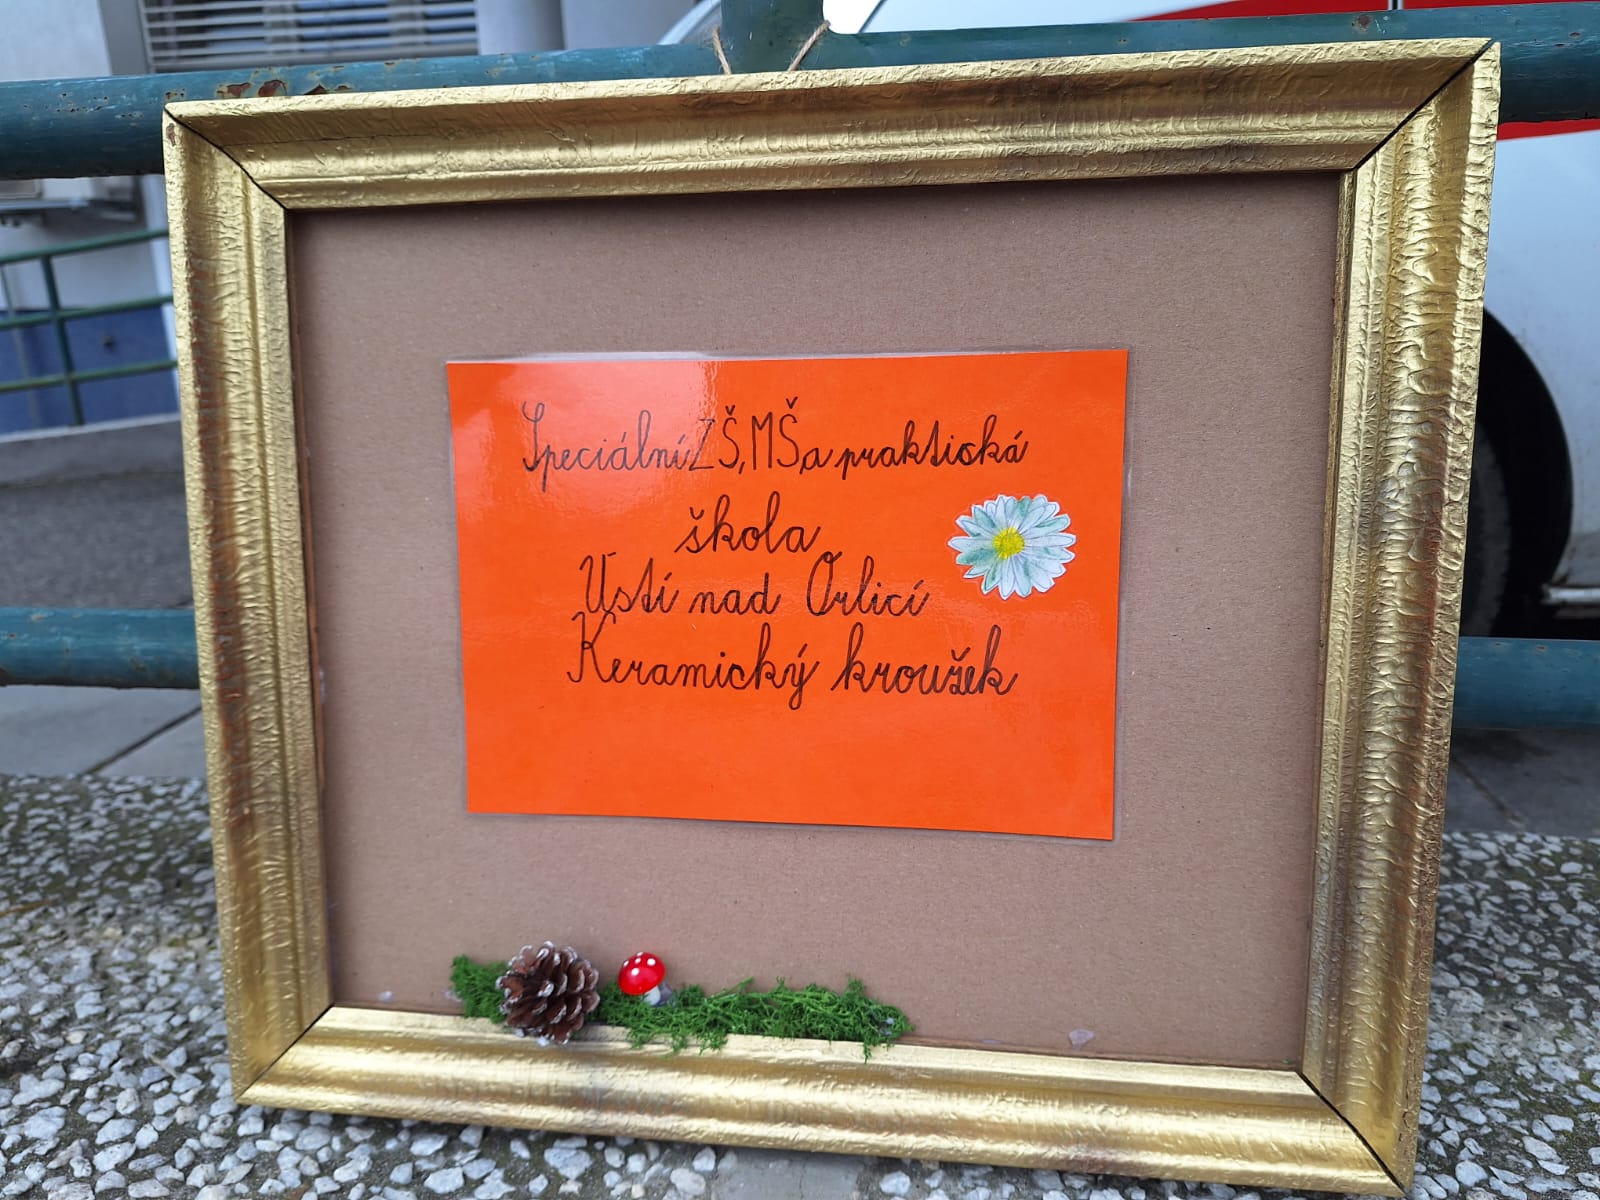 Speciální ZŠ, MŠ, a praktická
škola
Ústí nad Orlicí
Keramický kroužek